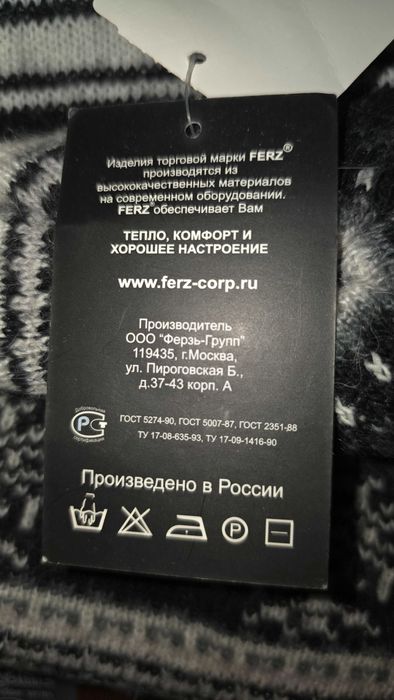 Изделия торговой марки FERZ®
производятся из
высококачественных материалов
на современном оборудовании.
FERZ® обеспечивает Вам
ТЕПЛО, КОМФОРТ И
ХОРОШЕЕ НАСТРОЕНИЕ
www.ferz-corp.ru
Производитель
ООО "Ферзь-Групп"
119435, г.Москва,
ул. Пироговская Б.,
д.37-43 корп. А
Добровольная
сертификация
ГОСТ 5274-90, ГОСТ 5007-87, ГОСТ 2351-88
ТУ 17-08-635-93, ТУ 17-09-1416-90
Произведено в России
P